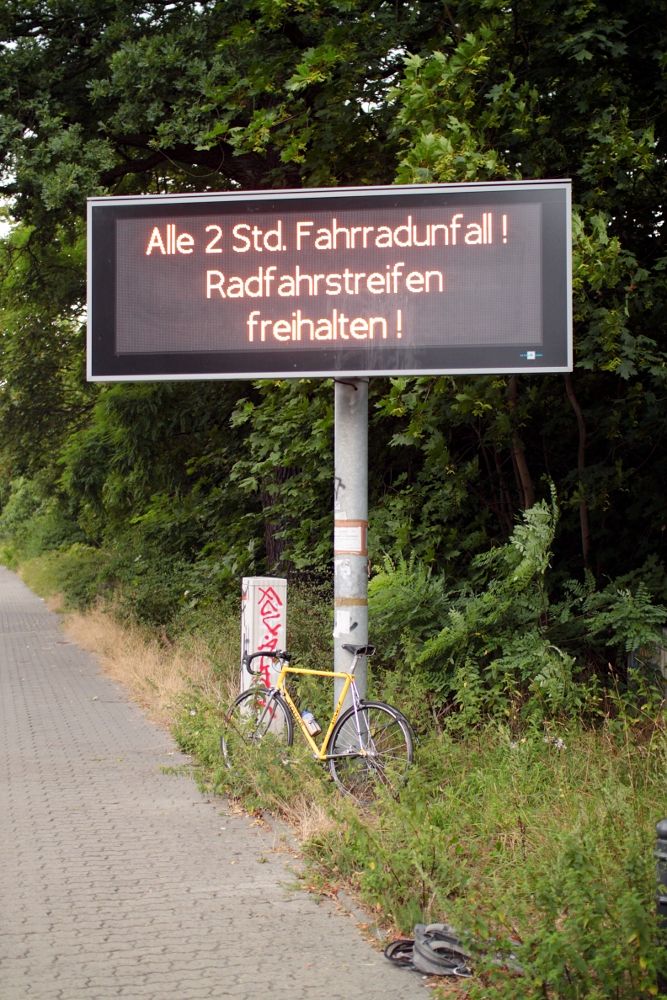 Alle 2 Std. Fahrradunfall !
Radfahrstreifen
freihalten !